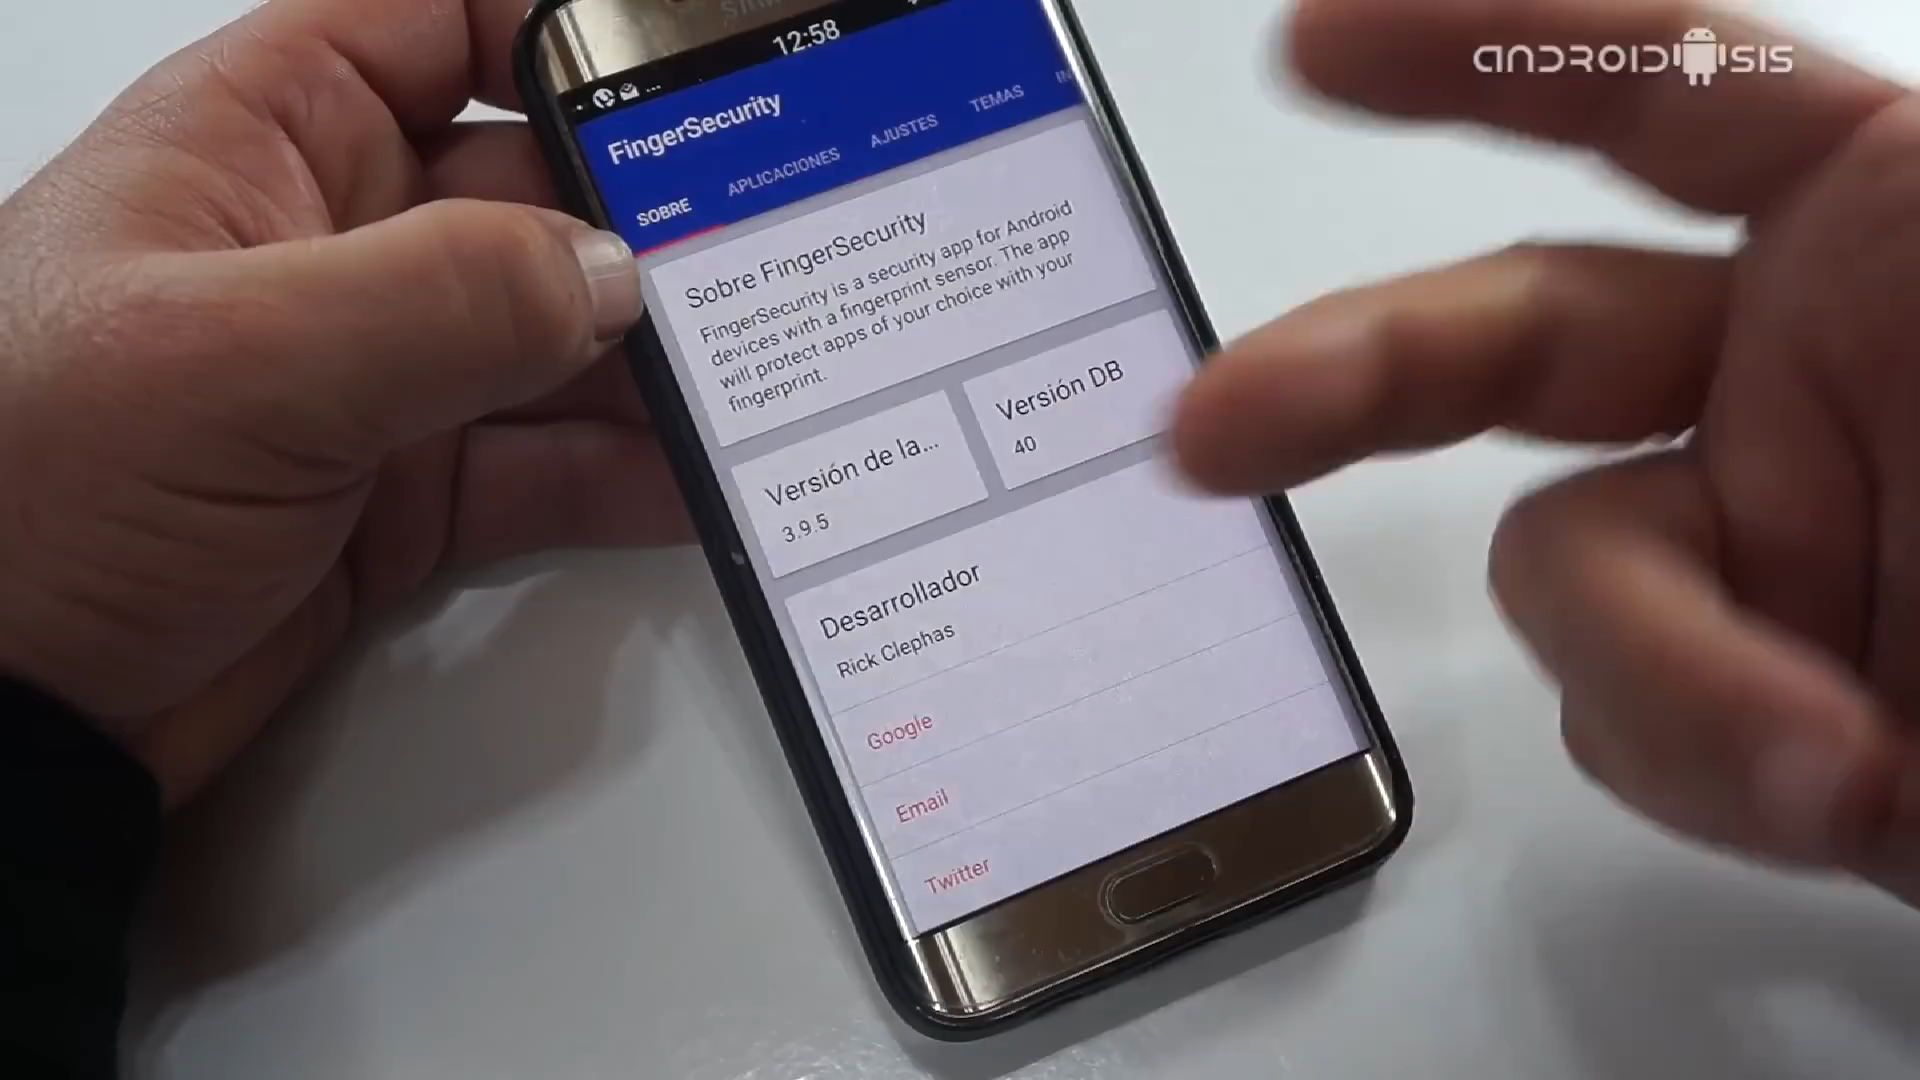 ANDROIDSIS
12:58
...
FingerSecurity
SOBRE APLICACIONES AJUSTES TEMAS
Sobre FingerSecurity
FingerSecurity is a security app for Android
devices with a fingerprint sensor. The app
will protect apps of your choice with your
fingerprint.
Versión de la...
3.9.5
Versión DB
40
Desarrollador
Rick Clephas
Google
Email
Twitter